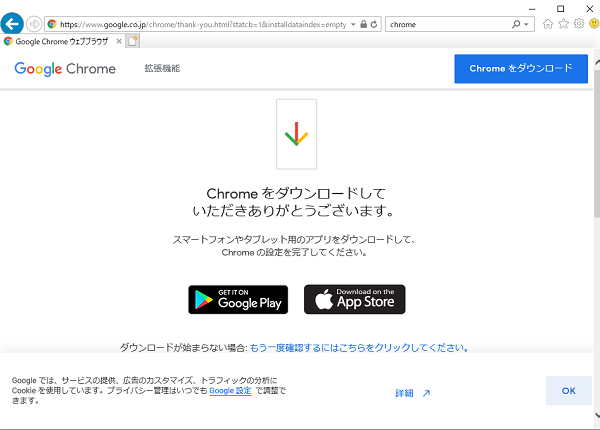 https://www.google.co.jp/chrome/thank-you.html?statcb=1&installdataindex=empty
chrome
Google Chrome ウェブブラウザ
Google Chrome
拡張機能
Chrome をダウンロード
Chrome をダウンロードして
いただきありがとうございます。
スマートフォンやタブレット用のアプリをダウンロードして、
Chrome の設定を完了してください。
GET IT ON
Google Play
Download on the
App Store
ダウンロードが始まらない場合: もう一度確認するにはこちらをクリックしてください。
Google では、サービスの提供、広告のカスタマイズ、トラフィックの分析に
Cookie を使用しています。プライバシー管理はいつでも Google 設定 で調整で
きます。
詳細
OK